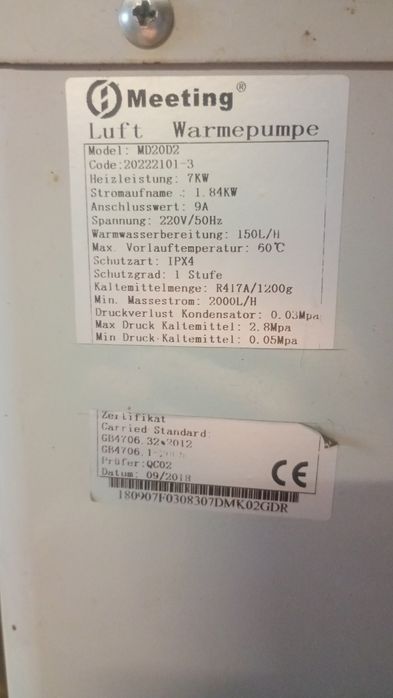 Meeting®
Luft Warmepumpe
Model: MD20D2
Code:20222101-3
Heizleistung: 7KW
Stromaufname : 1.84KW
Anschlusswert: 9A
Spannung: 220V/50Hz
Warmwasserbereitung: 150L/H
Max. Vorlauftemperatur: 60℃
Schutzart: IPX4
Schutzgrad: 1 Stufe
Kaltemittelmenge: R417A/1200g
Min. Massestrom: 2000L/H
Druckverlust Kondensator: 0.03Mpa
Max Druck Kaltemittel: 2.8Mpa
Min Druck Kaltemittel: 0.05Mpa
Zertifikat
Carried Standard:
GB4706.32-2012
Prüfer:QC02
Datum: 09/2018
CE
180907F0308307DMK02GDR